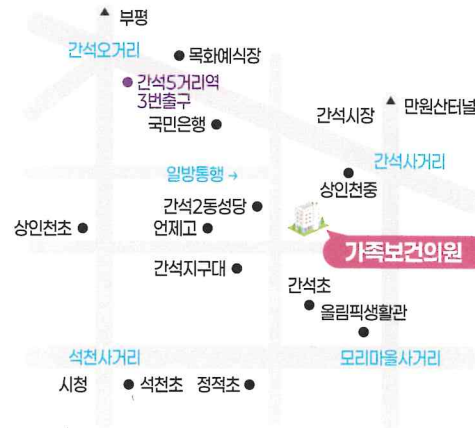 ▲ 부평
간석오거리
목화예식장
간석5거리역
3번출구
국민은행
간석시장
▲ 만원산터널
간석사거리
일방통행 →
상인천중
간석2동성당
상인천초
언제고
가족보건의원
간석지구대
간석초
올림픽생활관
석천사거리
모리마을사거리
시청
석천초
정적초